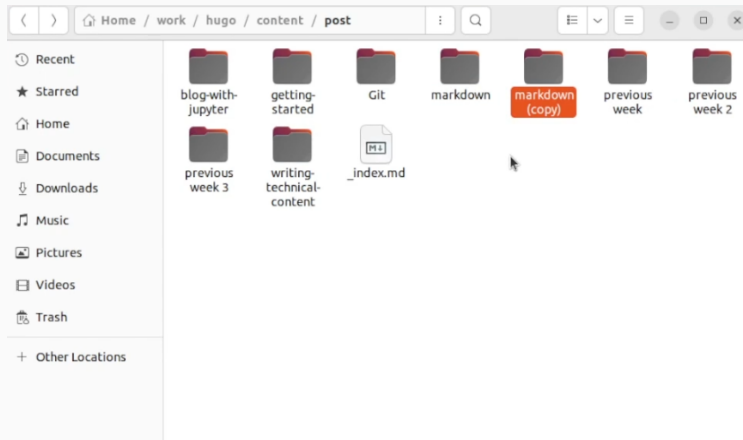 Home / work / hugo / content / post
Recent
Starred
Home
Documents
Downloads
Music
Pictures
Videos
Trash
+ Other Locations
blog-with-
jupyter
getting-
started
Git
markdown
markdown
(copy)
previous
week
previous
week 2
previous
week 3
writing-
technical-
content
M↓
_index.md